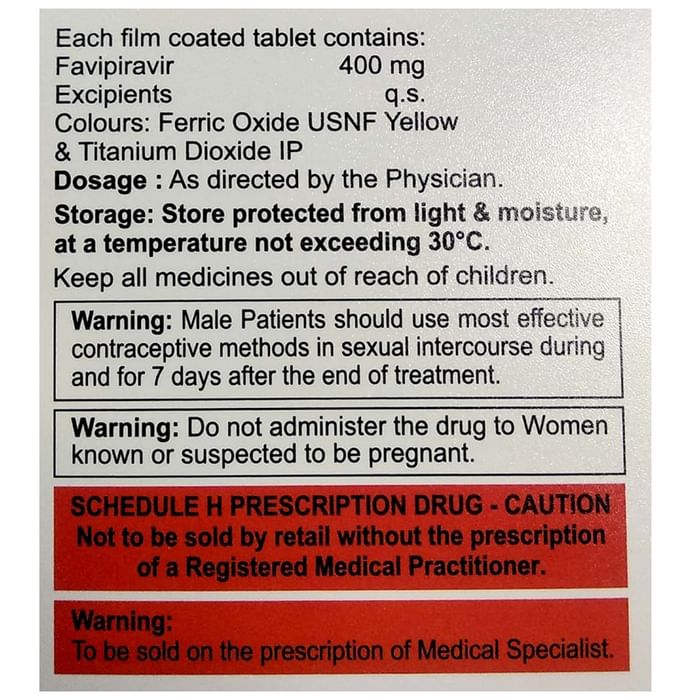 Each film coated tablet contains:
Favipiravir 400 mg
Excipients q.s.
Colours: Ferric Oxide USNF Yellow
& Titanium Dioxide IP
Dosage : As directed by the Physician.
Storage: Store protected from light & moisture,
at a temperature not exceeding 30°C.
Keep all medicines out of reach of children.
Warning: Male Patients should use most effective
contraceptive methods in sexual intercourse during
and for 7 days after the end of treatment.
Warning: Do not administer the drug to Women
known or suspected to be pregnant.
SCHEDULE H PRESCRIPTION DRUG - CAUTION
Not to be sold by retail without the prescription
of a Registered Medical Practitioner.
Warning:
To be sold on the prescription of Medical Specialist.